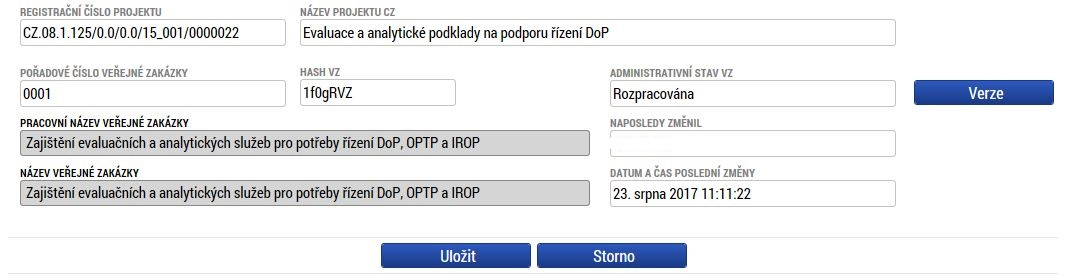 REGISTRAČNÍ ČÍSLO PROJEKTU NÁZEV PROJEKTU CZ
CZ.08.1.125/0.0/0.0/15_001/0000022 Evaluace a analytické podklady na podporu řízení DoP
POŘADOVÉ ČÍSLO VEŘEJNÉ ZAKÁZKY HASH VZ ADMINISTRATIVNÍ STAV VZ
0001 1f0gRVZ Rozpracována Verze
PRACOVNÍ NÁZEV VEŘEJNÉ ZAKÁZKY NAPOSLEDY ZMĚNIL
Zajištění evaluačních a analytických služeb pro potřeby řízení DoP, OPTP a IROP
NÁZEV VEŘEJNÉ ZAKÁZKY DATUM A ČAS POSLEDNÍ ZMĚNY
Zajištění evaluačních a analytických služeb pro potřeby řízení DoP, OPTP a IROP 23. srpna 2017 11:11:22
Uložit Storno